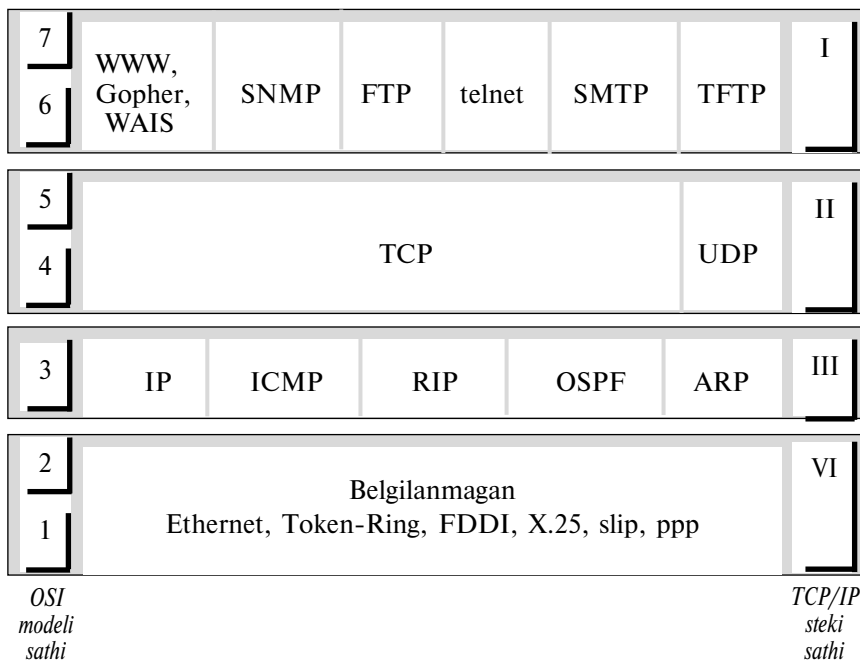 7
WWW,
Gopher,
WAIS
SNMP
FTP
telnet
SMTP
TFTP
I
6
5
TCP
UDP
II
4
3
IP
ICMP
RIP
OSPF
ARP
III
2
Belgilanmagan
Ethernet, Token-Ring, FDDI, X.25, slip, ppp
VI
1
OSI
modeli
sathi
TCP/IP
steki
sathi